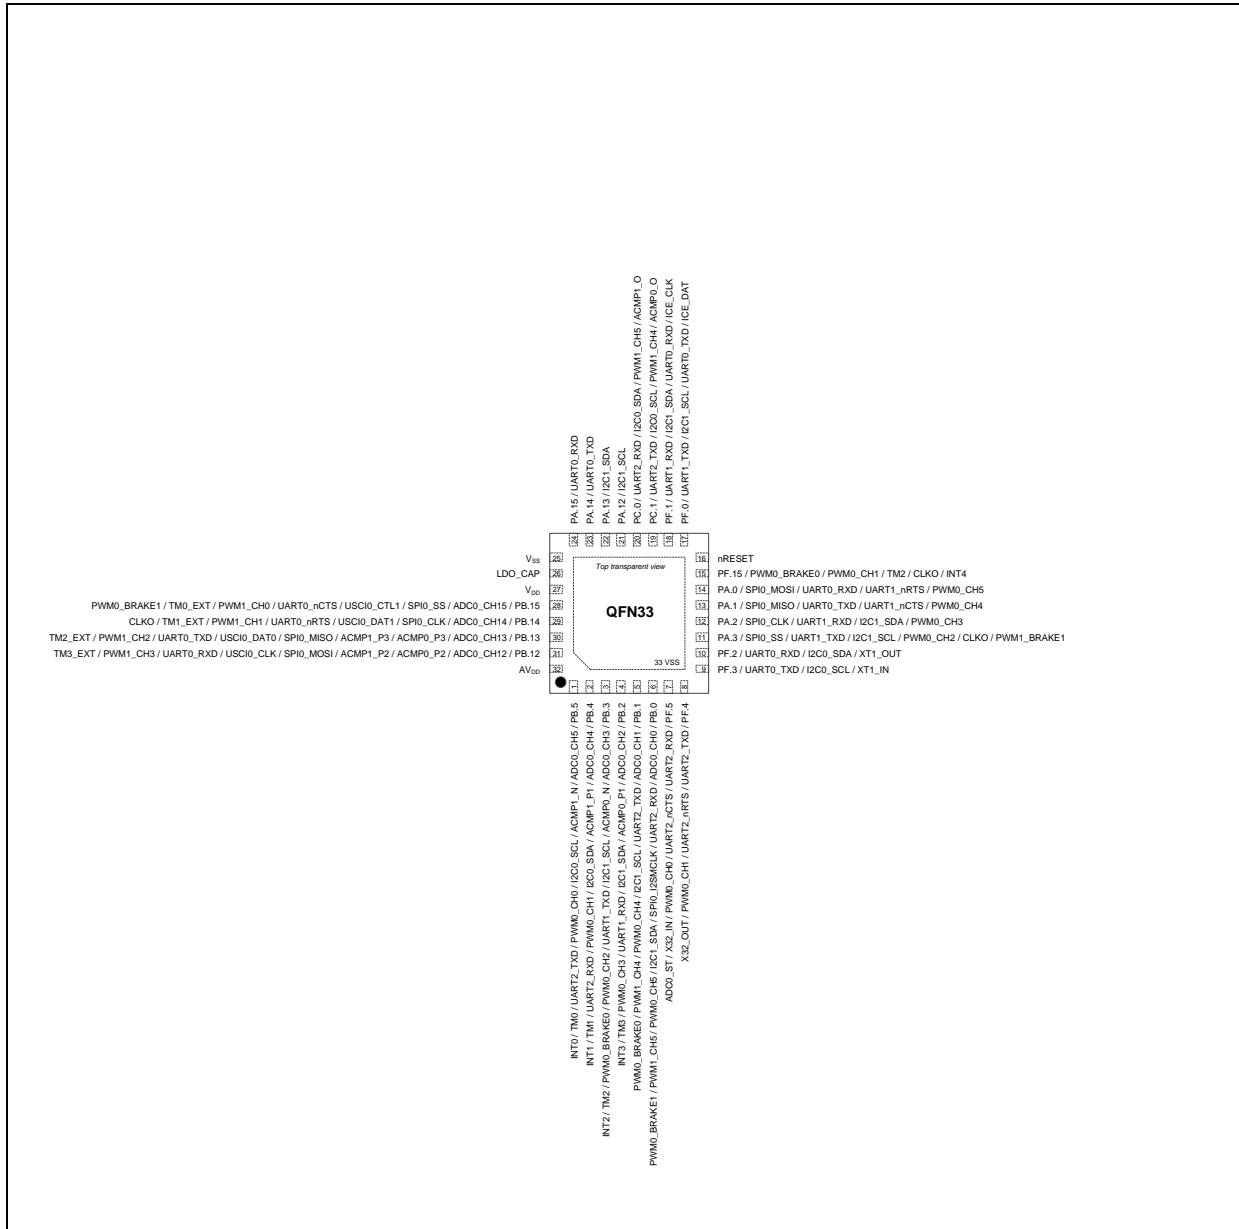 PA.15 / UART0_RXD
PA.14 / UART0_TXD
PA.13 / I2C1_SDA
PA.12 / I2C1_SCL
PC.0 / UART2_RXD / I2C0_SDA / PWM1_CH5 / ACMP1_O
PC.1 / UART2_TXD / I2C0_SCL / PWM1_CH4 / ACMP0_O
PF.1 / UART1_RXD / I2C1_SDA / UART0_RXD / ICE_CLK
PF.0 / UART1_TXD / I2C1_SCL / UART0_TXD / ICE_DAT
24
23
22
21
20
19
18
17
VSS 25
LDO_CAP 26
VDD 27
PWM0_BRAKE1 / TM0_EXT / PWM1_CH0 / UART0_nCTS / USCI0_CTL1 / SPI0_SS / ADC0_CH15 / PB.15 28
CLKO / TM1_EXT / PWM1_CH1 / UART0_nRTS / USCI0_DAT1 / SPI0_CLK / ADC0_CH14 / PB.14 29
TM2_EXT / PWM1_CH2 / UART0_TXD / USCI0_DAT0 / SPI0_MISO / ACMP1_P3 / ACMP0_P3 / ADC0_CH13 / PB.13 30
TM3_EXT / PWM1_CH3 / UART0_RXD / USCI0_CLK / SPI0_MOSI / ACMP1_P2 / ACMP0_P2 / ADC0_CH12 / PB.12 31
AVDD 32
Top transparent view
QFN33
33 VSS
16 nRESET
15 PF.15 / PWM0_BRAKE0 / PWM0_CH1 / TM2 / CLKO / INT4
14 PA.0 / SPI0_MOSI / UART0_RXD / UART1_nRTS / PWM0_CH5
13 PA.1 / SPI0_MISO / UART0_TXD / UART1_nCTS / PWM0_CH4
12 PA.2 / SPI0_CLK / UART1_RXD / I2C1_SDA / PWM0_CH3
11 PA.3 / SPI0_SS / UART1_TXD / I2C1_SCL / PWM0_CH2 / CLKO / PWM1_BRAKE1
10 PF.2 / UART0_RXD / I2C0_SDA / XT1_OUT
9 PF.3 / UART0_TXD / I2C0_SCL / XT1_IN
1
2
3
4
5
6
7
8
INT0 / TM0 / UART2_TXD / PWM0_CH0 / I2C0_SCL / ACMP1_N / ADC0_CH5 / PB.5
INT1 / TM1 / UART2_RXD / PWM0_CH1 / I2C0_SDA / ACMP1_P1 / ADC0_CH4 / PB.4
INT2 / TM2 / PWM0_BRAKE0 / PWM0_CH2 / UART1_TXD / I2C1_SCL / ACMP0_N / ADC0_CH3 / PB.3
INT3 / TM3 / PWM0_CH3 / UART1_RXD / I2C1_SDA / ACMP0_P1 / ADC0_CH2 / PB.2
PWM0_BRAKE0 / PWM1_CH4 / PWM0_CH4 / I2C1_SCL / UART2_TXD / ADC0_CH1 / PB.1
PWM0_BRAKE1 / PWM1_CH5 / PWM0_CH5 / I2C1_SDA / SPI0_I2SMCLK / UART2_RXD / ADC0_CH0 / PB.0
ADC0_ST / X32_IN / PWM0_CH0 / UART2_nCTS / UART2_RXD / PF.5
X32_OUT / PWM0_CH1 / UART2_nRTS / UART2_TXD / PF.4